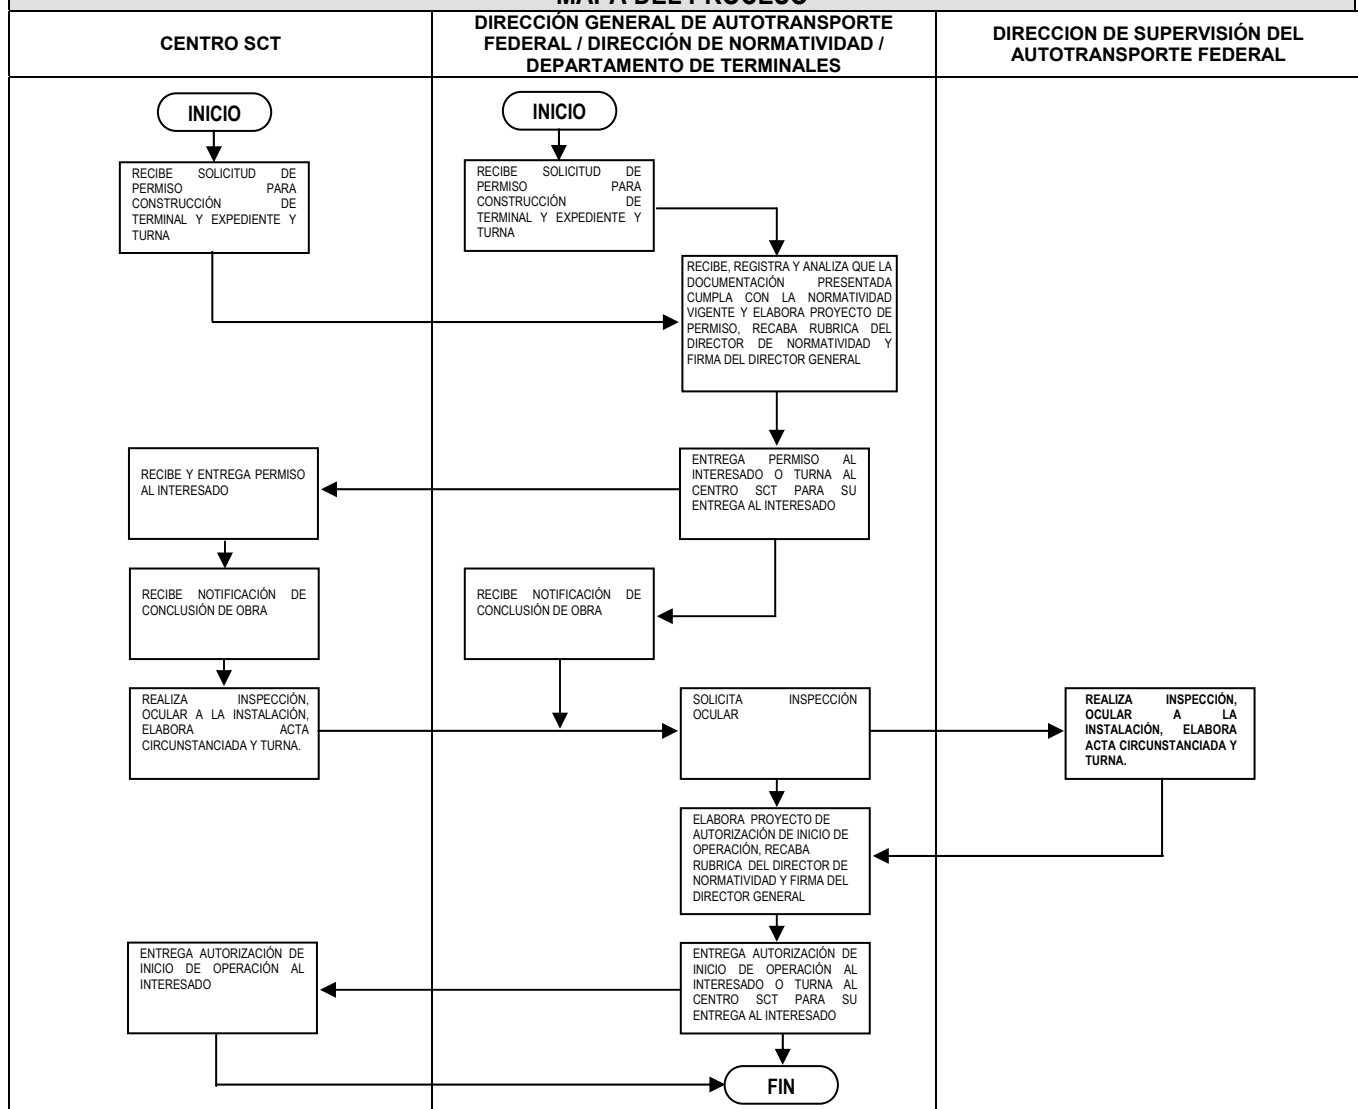 MAPA DEL PROCESO
CENTRO SCT
DIRECCIÓN GENERAL DE AUTOTRANSPORTE
FEDERAL / DIRECCIÓN DE NORMATIVIDAD /
DEPARTAMENTO DE TERMINALES
DIRECCION DE SUPERVISIÓN DEL
AUTOTRANSPORTE FEDERAL
INICIO
INICIO
RECIBE SOLICITUD DE
PERMISO PARA
CONSTRUCCIÓN DE
TERMINAL Y EXPEDIENTE Y
TURNA
RECIBE SOLICITUD DE
PERMISO PARA
CONSTRUCCIÓN DE
TERMINAL Y EXPEDIENTE Y
TURNA
RECIBE, REGISTRA Y ANALIZA QUE LA
DOCUMENTACIÓN PRESENTADA
CUMPLA CON LA NORMATIVIDAD
VIGENTE Y ELABORA PROYECTO DE
PERMISO, RECABA RUBRICA DEL
DIRECTOR DE NORMATIVIDAD Y
FIRMA DEL DIRECTOR GENERAL
RECIBE Y ENTREGA PERMISO
AL INTERESADO
ENTREGA PERMISO AL
INTERESADO O TURNA AL
CENTRO SCT PARA SU
ENTREGA AL INTERESADO
RECIBE NOTIFICACIÓN DE
CONCLUSIÓN DE OBRA
RECIBE NOTIFICACIÓN DE
CONCLUSIÓN DE OBRA
REALIZA INSPECCIÓN,
OCULAR A LA INSTALACIÓN,
ELABORA ACTA
CIRCUNSTANCIADA Y TURNA.
SOLICITA INSPECCIÓN
OCULAR
REALIZA INSPECCIÓN,
OCULAR A LA
INSTALACIÓN, ELABORA
ACTA CIRCUNSTANCIADA Y
TURNA.
ELABORA PROYECTO DE
AUTORIZACIÓN DE INICIO DE
OPERACIÓN, RECABA
RUBRICA DEL DIRECTOR DE
NORMATIVIDAD Y FIRMA DEL
DIRECTOR GENERAL
ENTREGA AUTORIZACIÓN DE
INICIO DE OPERACIÓN AL
INTERESADO
ENTREGA AUTORIZACIÓN DE
INICIO DE OPERACIÓN AL
INTERESADO O TURNA AL
CENTRO SCT PARA SU
ENTREGA AL INTERESADO
FIN